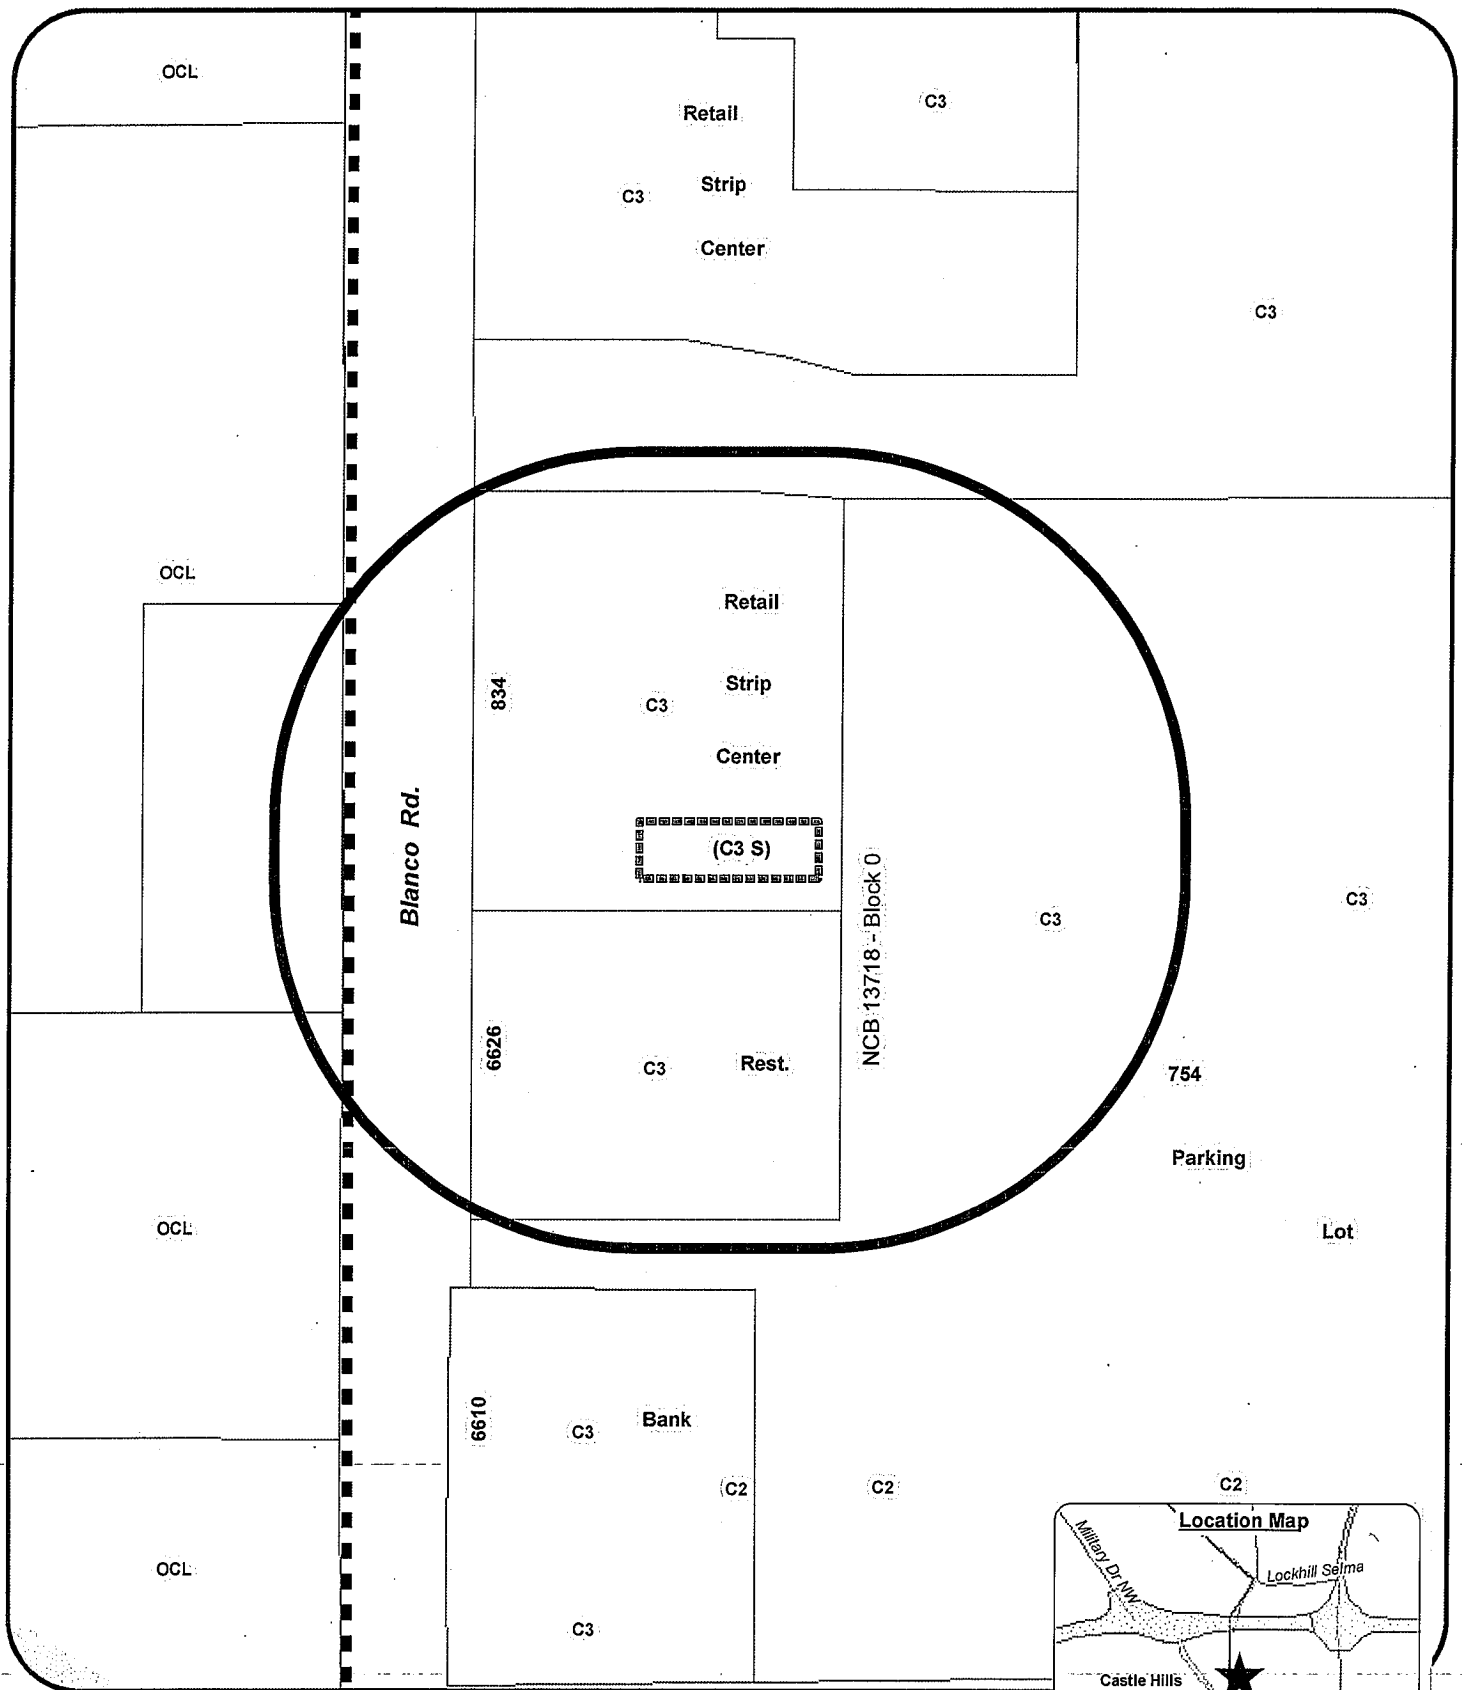 OCL
C3
Retail
Strip
C3
Center
C3
OCL
Retail
834
Strip
C3
Center
Blanco Rd.
(C3 S)
NCB 13718 - Block 0
C3
C3
6626
C3
Rest.
754
Parking
OCL
Lot
6610
C3
Bank
C2
C2
C2
OCL
C3
Location Map
Military Dr NW
Lockhill Selma
Castle Hills